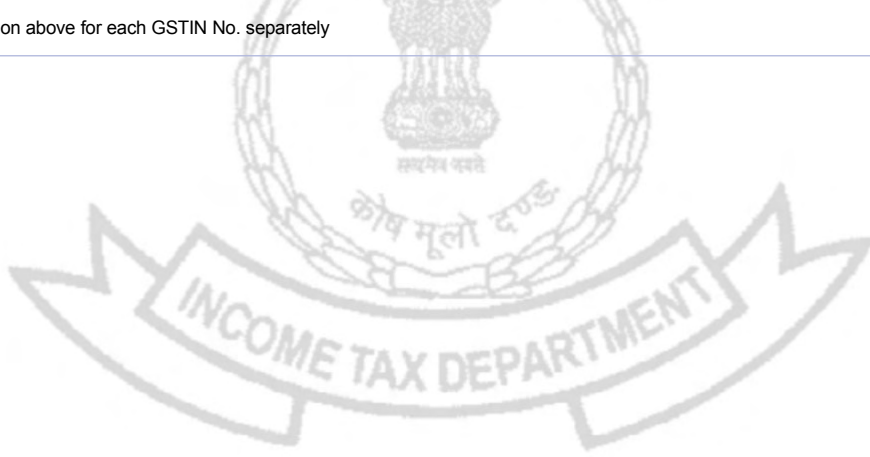 on above for each GSTIN No. separately
सत्यमेव जयते
कोष मूलो दण्डः
INCOME TAX DEPARTMENT